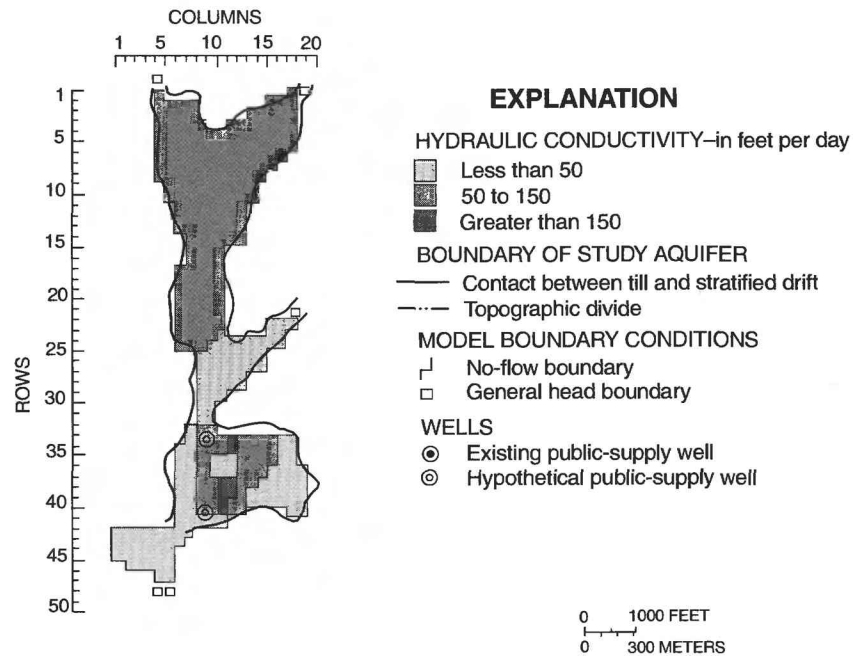 COLUMNS
1 5 10 15 20
ROWS
1
5
10
15
20
25
30
35
40
45
50
EXPLANATION
HYDRAULIC CONDUCTIVITY–in feet per day
Less than 50
50 to 150
Greater than 150
BOUNDARY OF STUDY AQUIFER
Contact between till and stratified drift
Topographic divide
MODEL BOUNDARY CONDITIONS
No-flow boundary
General head boundary
WELLS
Existing public-supply well
Hypothetical public-supply well
0 1000 FEET
0 300 METERS